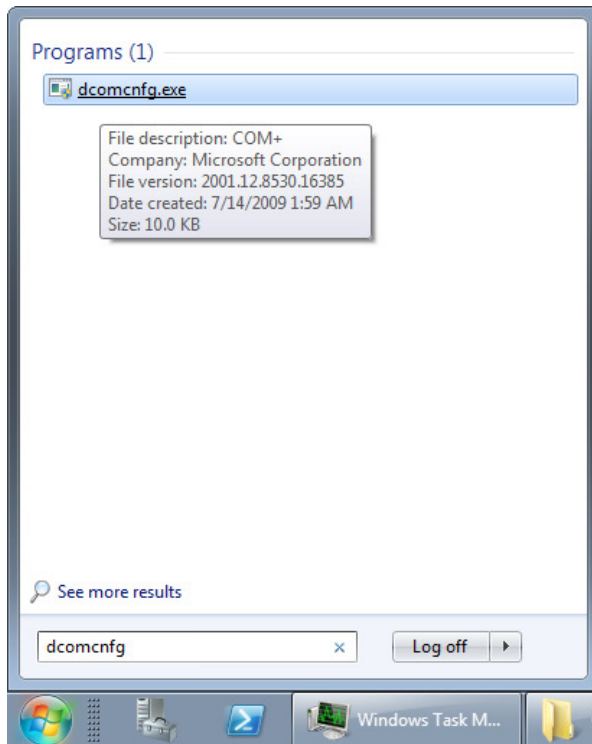 Programs (1)
dcomcnfg.exe
File description: COM+
Company: Microsoft Corporation
File version: 2001.12.8530.16385
Date created: 7/14/2009 1:59 AM
Size: 10.0 KB
See more results
dcomcnfg
Log off
Windows Task M...